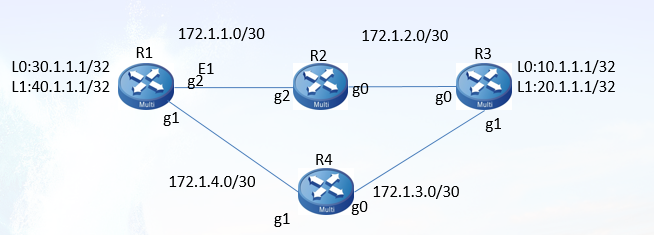 172.1.1.0/30
172.1.2.0/30
R1
R2
R3
L0:30.1.1.1/32
L1:40.1.1.1/32
E1
g2
g2
g0
g0
L0:10.1.1.1/32
L1:20.1.1.1/32
Multi
Multi
Multi
g1
g1
R4
172.1.4.0/30
172.1.3.0/30
Multi
g0
g1